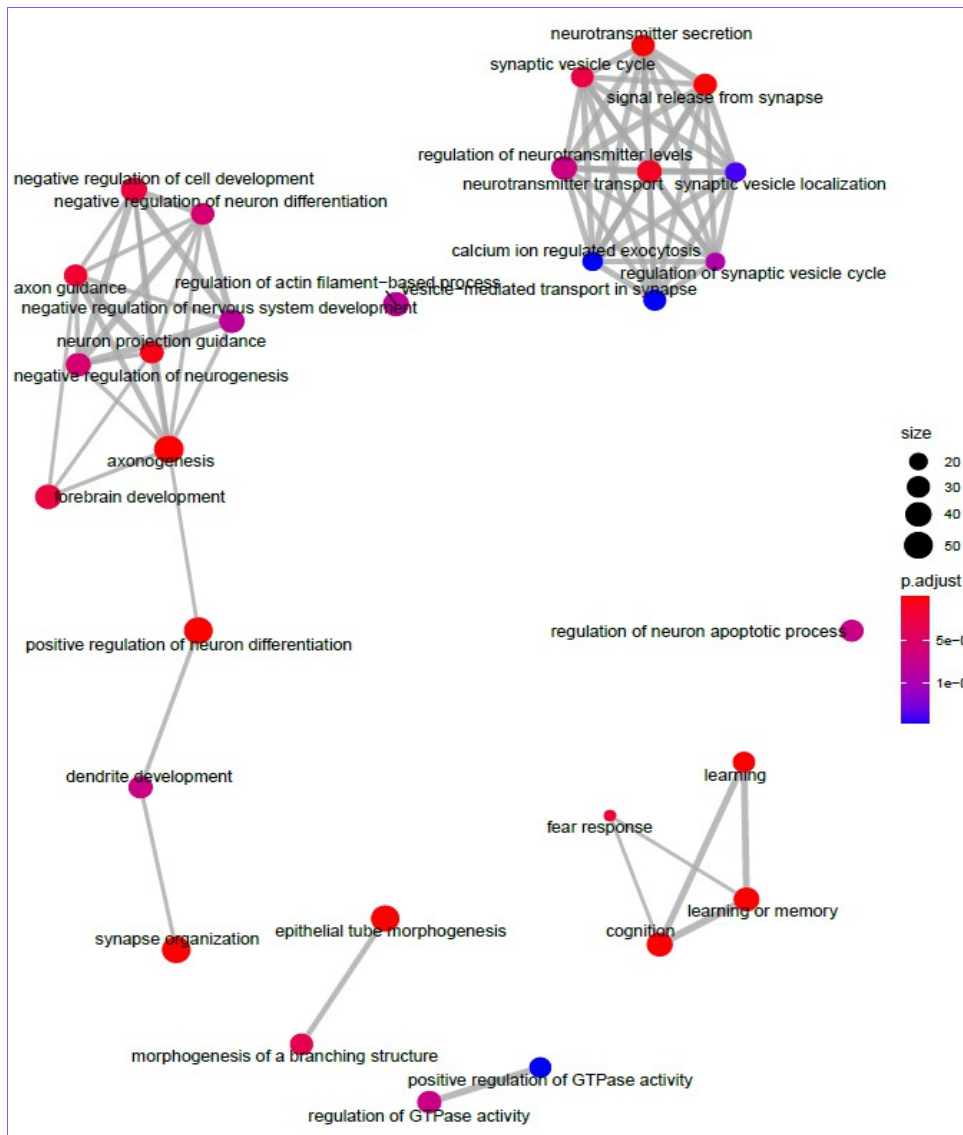 neurotransmitter secretion
synaptic vesicle cycle
signal release from synapse
regulation of neurotransmitter levels
neurotransmitter transport
synaptic vesicle localization
calcium ion regulated exocytosis
regulation of synaptic vesicle cycle
vesicle−mediated transport in synapse
negative regulation of cell development
negative regulation of neuron differentiation
regulation of actin filament−based process
axon guidance
negative regulation of nervous system development
neuron projection guidance
negative regulation of neurogenesis
axonogenesis
forebrain development
positive regulation of neuron differentiation
dendrite development
synapse organization
epithelial tube morphogenesis
morphogenesis of a branching structure
positive regulation of GTPase activity
regulation of GTPase activity
regulation of neuron apoptotic process
learning
fear response
learning or memory
cognition
size
20
30
40
50
p.adjust
5e−0
1e−0